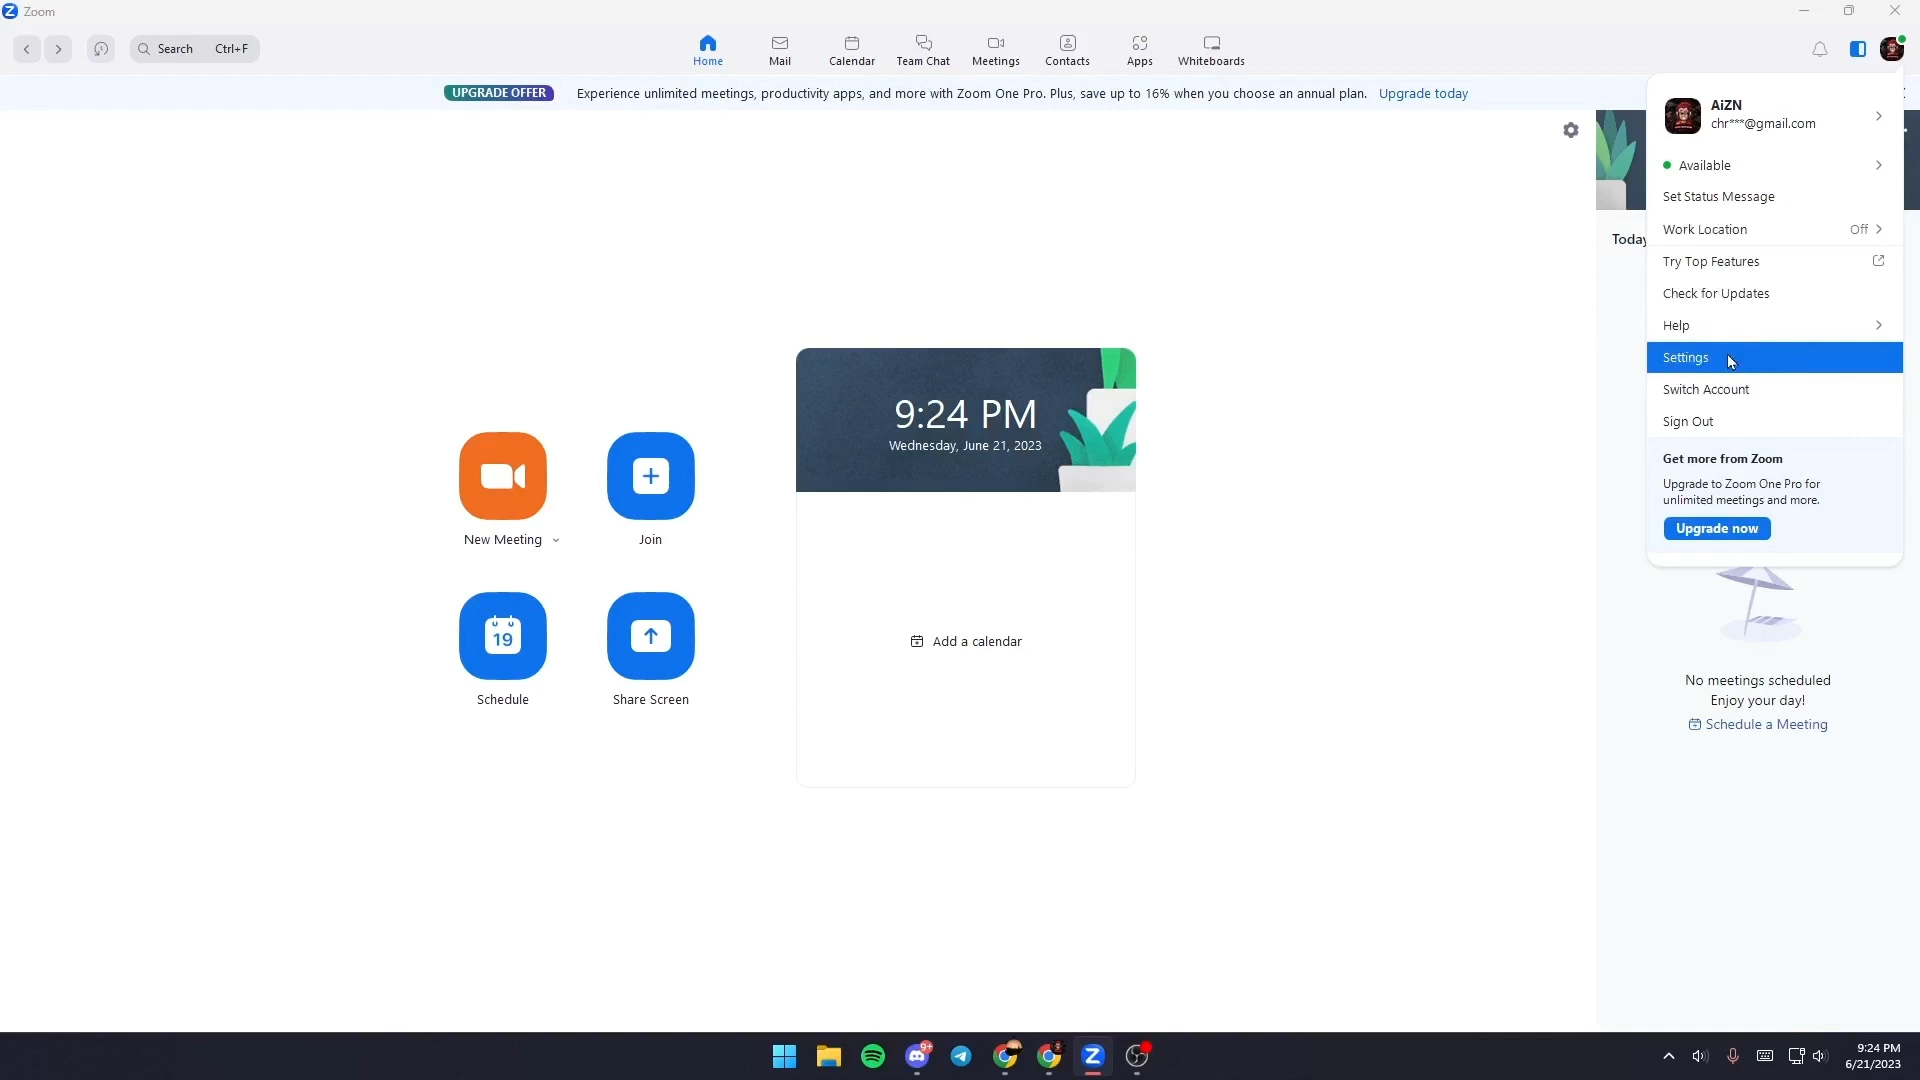 Zoom
Search Ctrl+F
Home
Mail
Calendar
Team Chat
Meetings
Contacts
Apps
Whiteboards
UPGRADE OFFER Experience unlimited meetings, productivity apps, and more with Zoom One Pro. Plus, save up to 16% when you choose an annual plan. Upgrade today
AiZN
chr***@gmail.com
Available
Set Status Message
Work Location Off
Today
Try Top Features
Check for Updates
Help
Settings
Switch Account
Sign Out
Get more from Zoom
Upgrade to Zoom One Pro for
unlimited meetings and more.
Upgrade now
9:24 PM
Wednesday, June 21, 2023
New Meeting
Join
19
Schedule
Share Screen
Add a calendar
No meetings scheduled
Enjoy your day!
Schedule a Meeting
9+
9:24 PM
6/21/2023